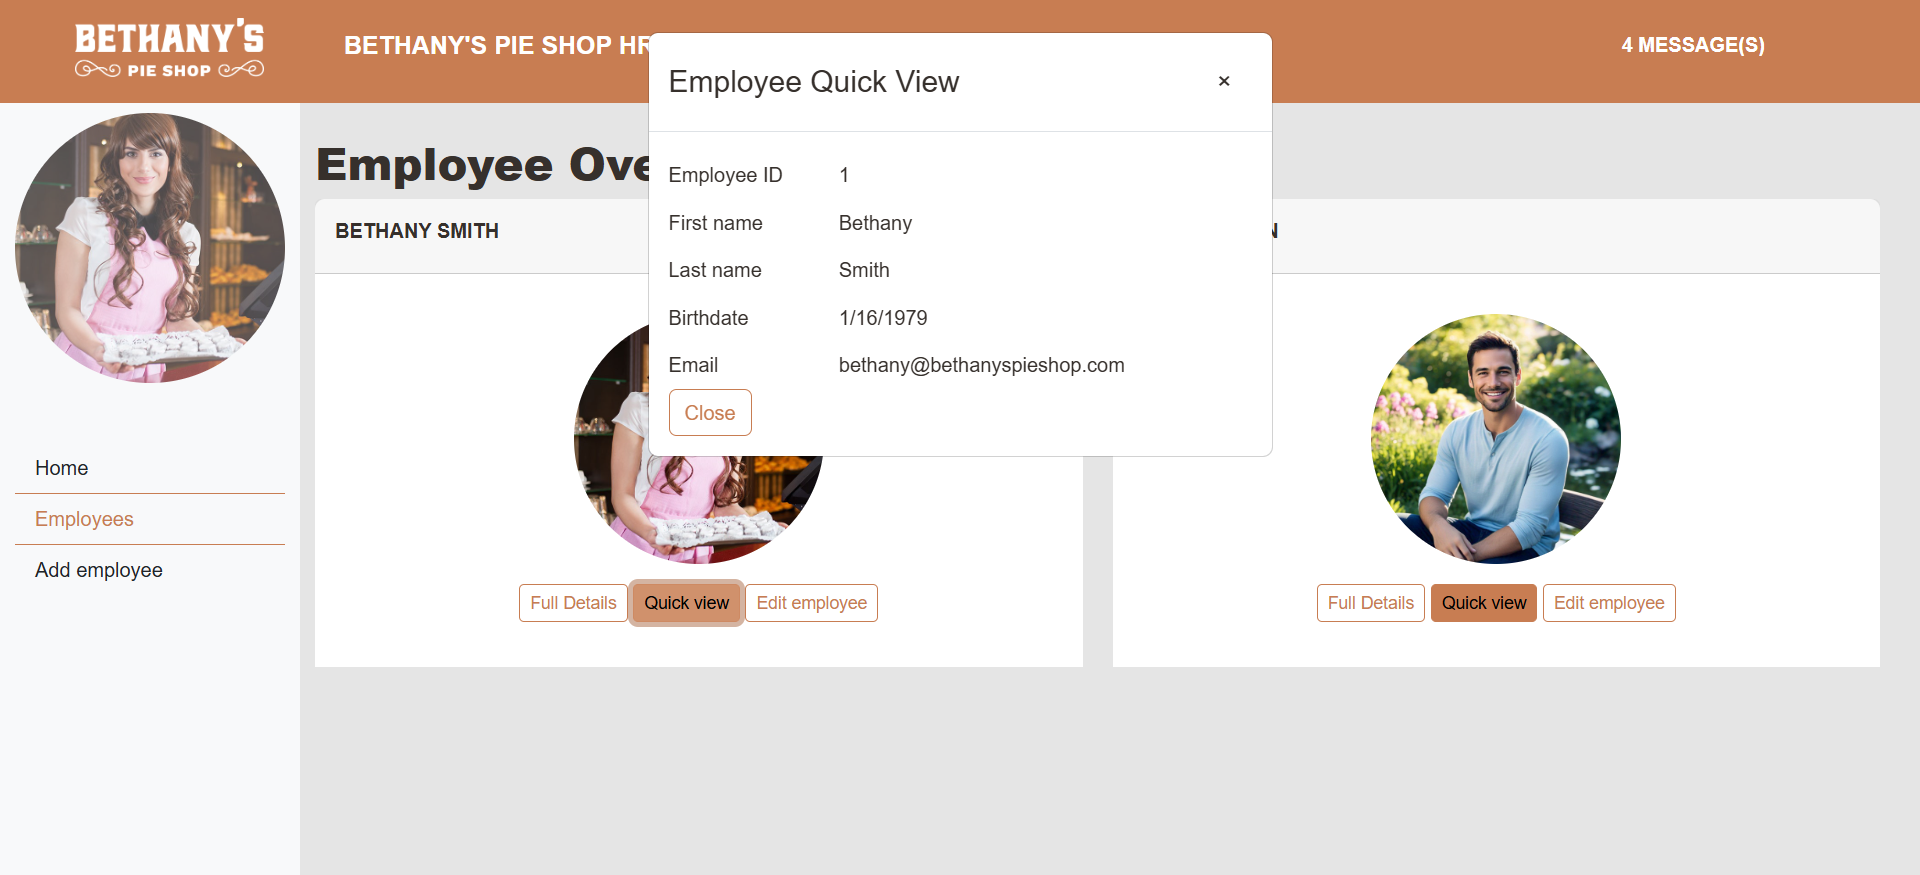 BETHANY'S
PIE SHOP
BETHANY'S PIE SHOP HR
4 MESSAGE(S)
Employee Quick View
×
Employee ID 1
First name Bethany
Last name Smith
Birthdate 1/16/1979
Email bethany@bethanyspieshop.com
Close
Employee Ove
BETHANY SMITH
N
Home
Employees
Add employee
Full Details Quick view Edit employee
Full Details Quick view Edit employee